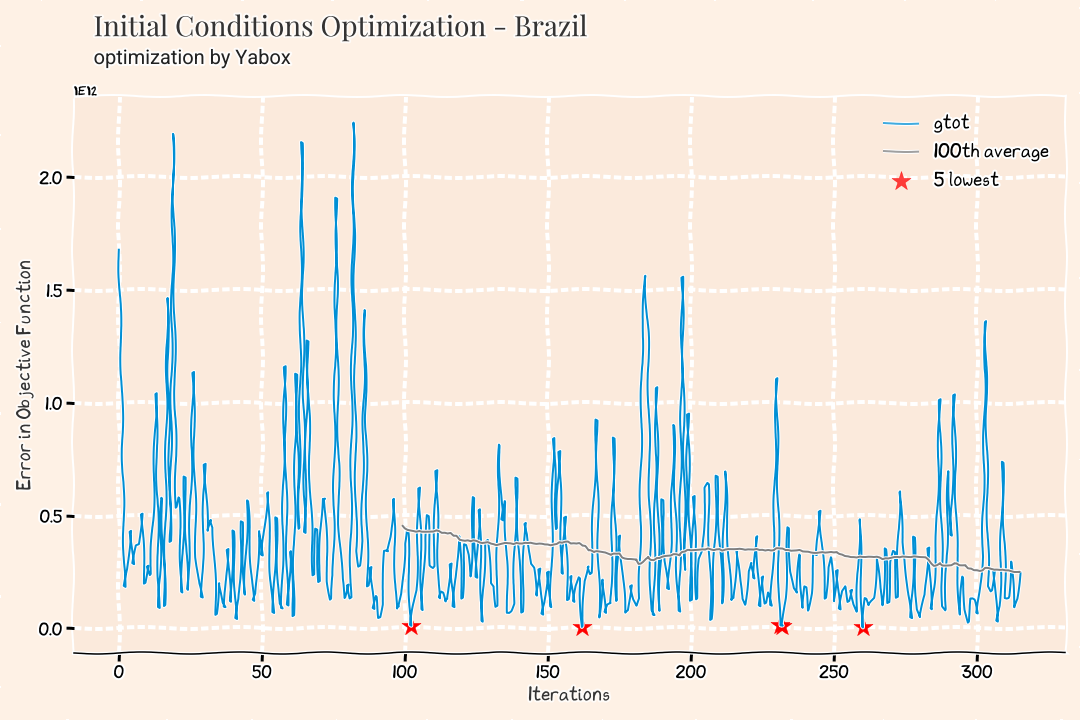 Initial Conditions Optimization - Brazil
optimization by Yabox
1E12
gtot
100th average
5 lowest
2.0
1.5
1.0
0.5
0.0
Error in Objective Function
0 50 100 150 200 250 300
Iterations